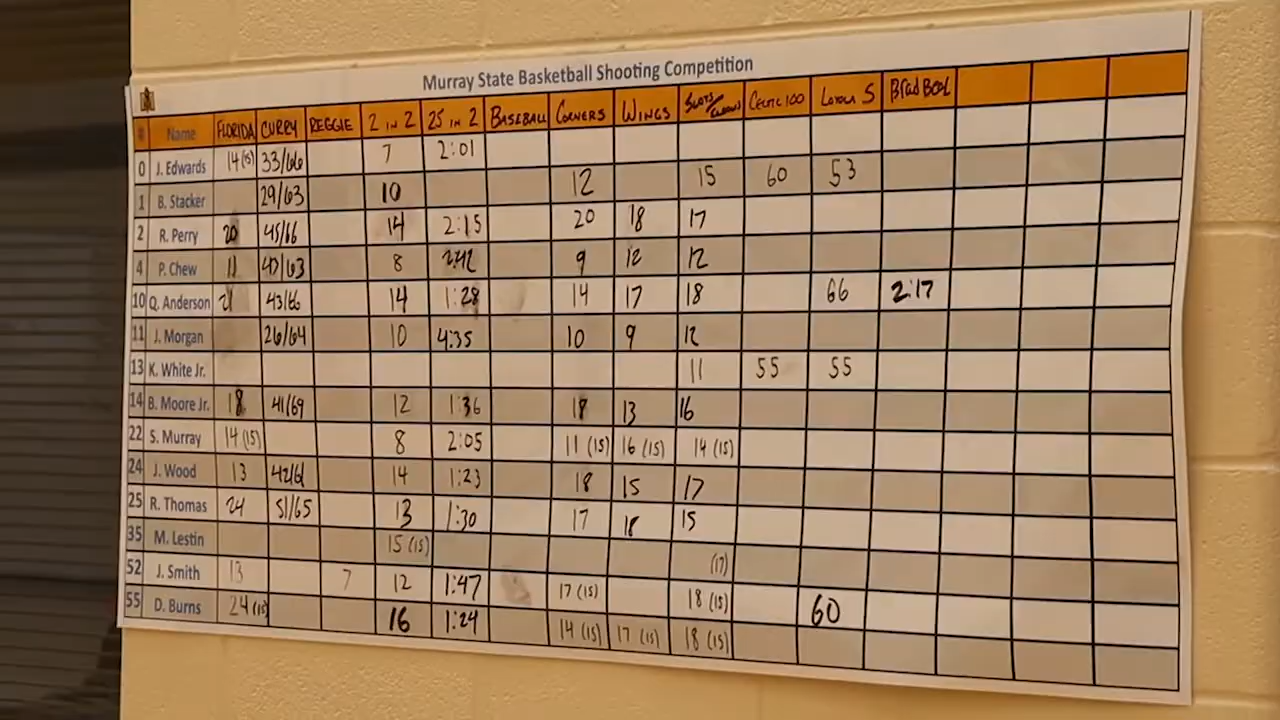 Murray State Basketball Shooting Competition
# Name FLORIDA CURRY REGGIE 2 IN 2 25 IN 2 BASEBALL CORNERS WINGS SLOTS/ CELTIC 100 LOYOLA 5 BRAD BEAL
0 J. Edwards 14(15) 33/66 7 2:01
1 B. Stacker 29/63 10 12 15 60 53
2 R. Perry 20 45/66 14 2:15 20 18 17
4 P. Chew 11 /63 8 2:42 9 12 12
10 Q. Anderson 21 43/66 14 1:28 14 17 18 66 2:17
11 J. Morgan 26/64 10 4:35 10 9 12
13 K. White Jr. 11 55 55
14 B. Moore Jr. 18 41/69 12 1:36 18 13 16
22 S. Murray 14 (15) 8 2:05 11 (15) 16 (15) 14 (15)
24 J. Wood 13 14 1:23 18 15 17
25 R. Thomas 24 51/65 13 1:30 17 18 15
35 M. Lestin 15 (15) (17)
52 J. Smith 13 7 12 1:47 17 (15) 18 (15) 60
55 D. Burns 24 (15) 16 1:24 14 (15) 17 (15) 18 (15)